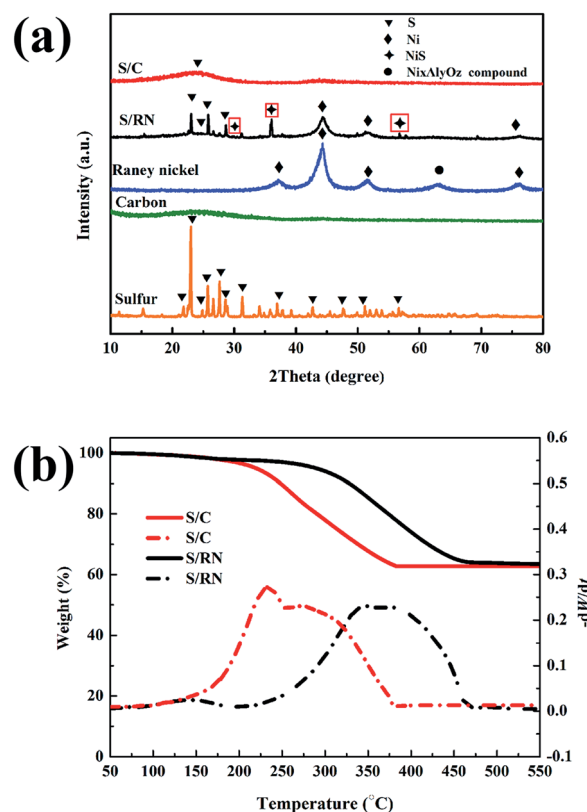 (a)
S
Ni
NiS
NixAlyOz compound
S/C
S/RN
Raney nickel
Carbon
Sulfur
Intensity (a.u.)
10 20 30 40 50 60 70 80
2Theta (degree)
(b)
100
80
60
40
20
0
0.6
0.5
0.4
0.3
0.2
0.1
0.0
-0.1
S/C
S/C
S/RN
S/RN
Weight (%)
-dW/dt
50 100 150 200 250 300 350 400 450 500 550
Temperature (°C)